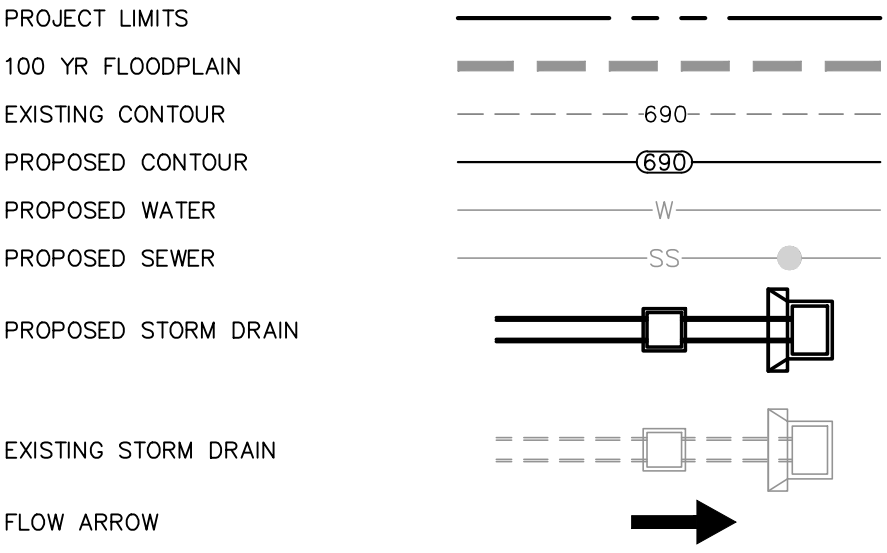 PROJECT LIMITS
100 YR FLOODPLAIN
EXISTING CONTOUR 690
PROPOSED CONTOUR 690
PROPOSED WATER W
PROPOSED SEWER SS
PROPOSED STORM DRAIN
EXISTING STORM DRAIN
FLOW ARROW